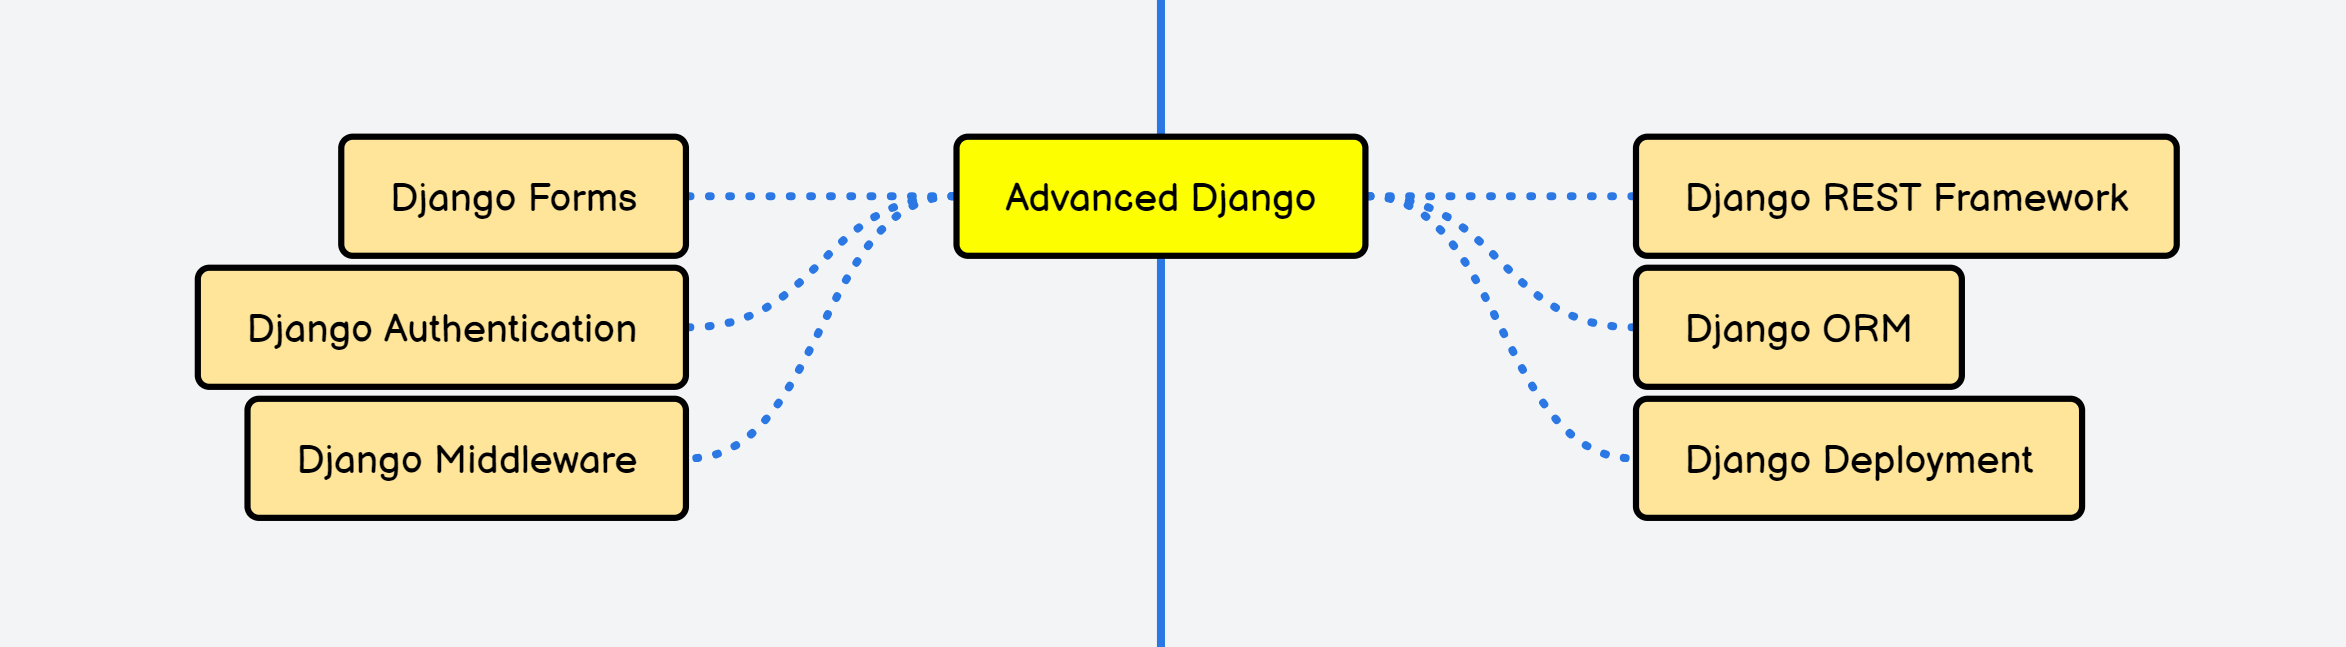 Django Forms
Advanced Django
Django REST Framework
Django Authentication
Django ORM
Django Middleware
Django Deployment